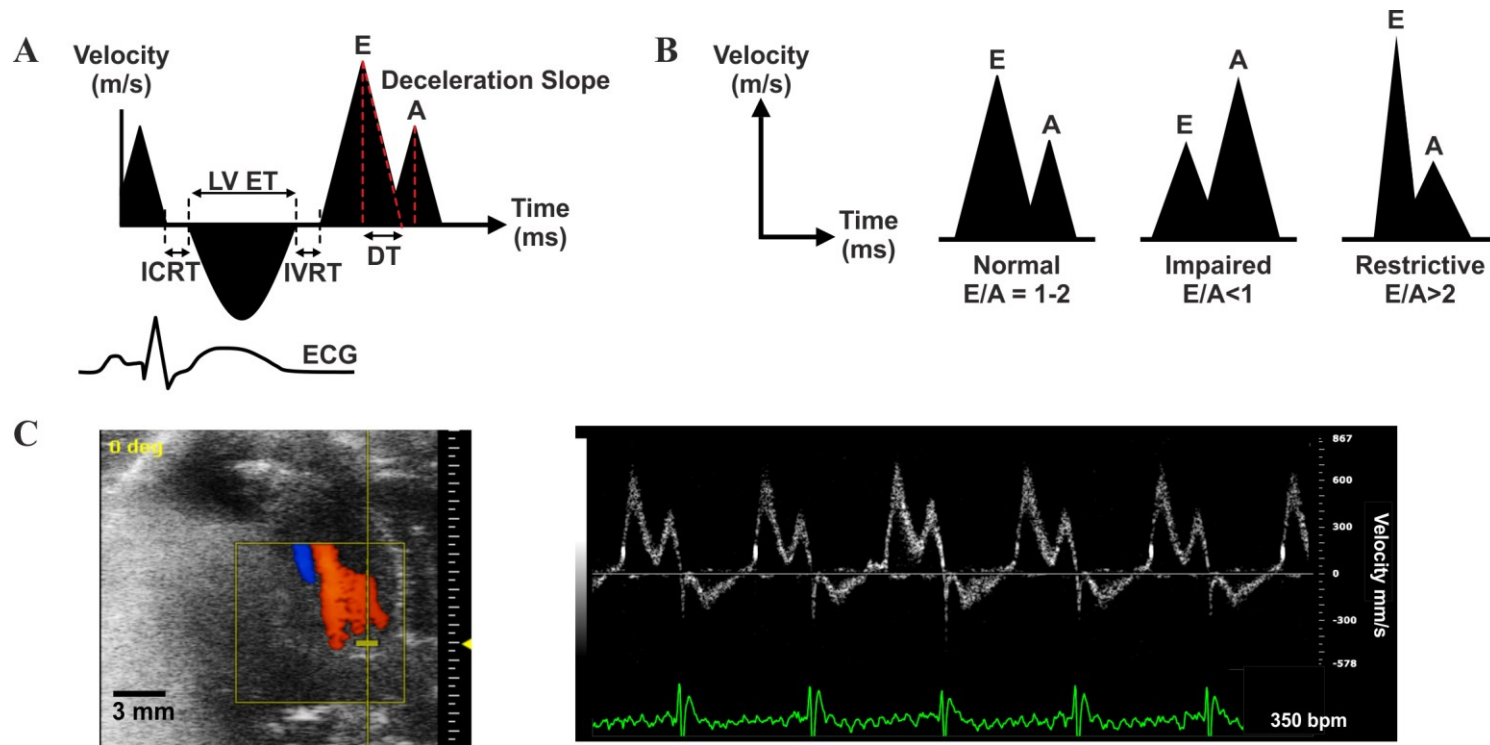 A
Velocity
(m/s)
E
Deceleration Slope
A
LV ET
Time
(ms)
ICRT
IVRT
DT
ECG
B
Velocity
(m/s)
Time
(ms)
E
A
Normal
E/A = 1-2
E
A
Impaired
E/A<1
E
A
Restrictive
E/A>2
C
0 deg
3 mm
867
600
300
0
-300
-578
Velocity mm/s
350 bpm